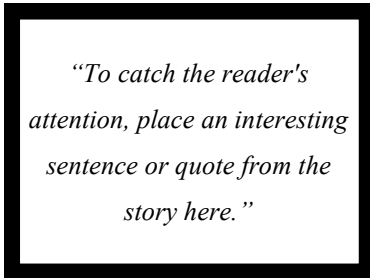 “To catch the reader's
attention, place an interesting
sentence or quote from the
story here.”